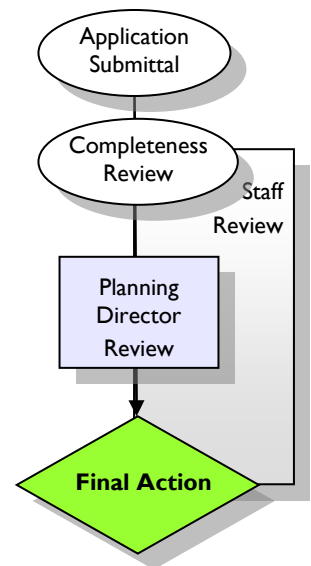 Application
Submittal
Completeness
Review
Staff
Review
Planning
Director
Review
Final Action